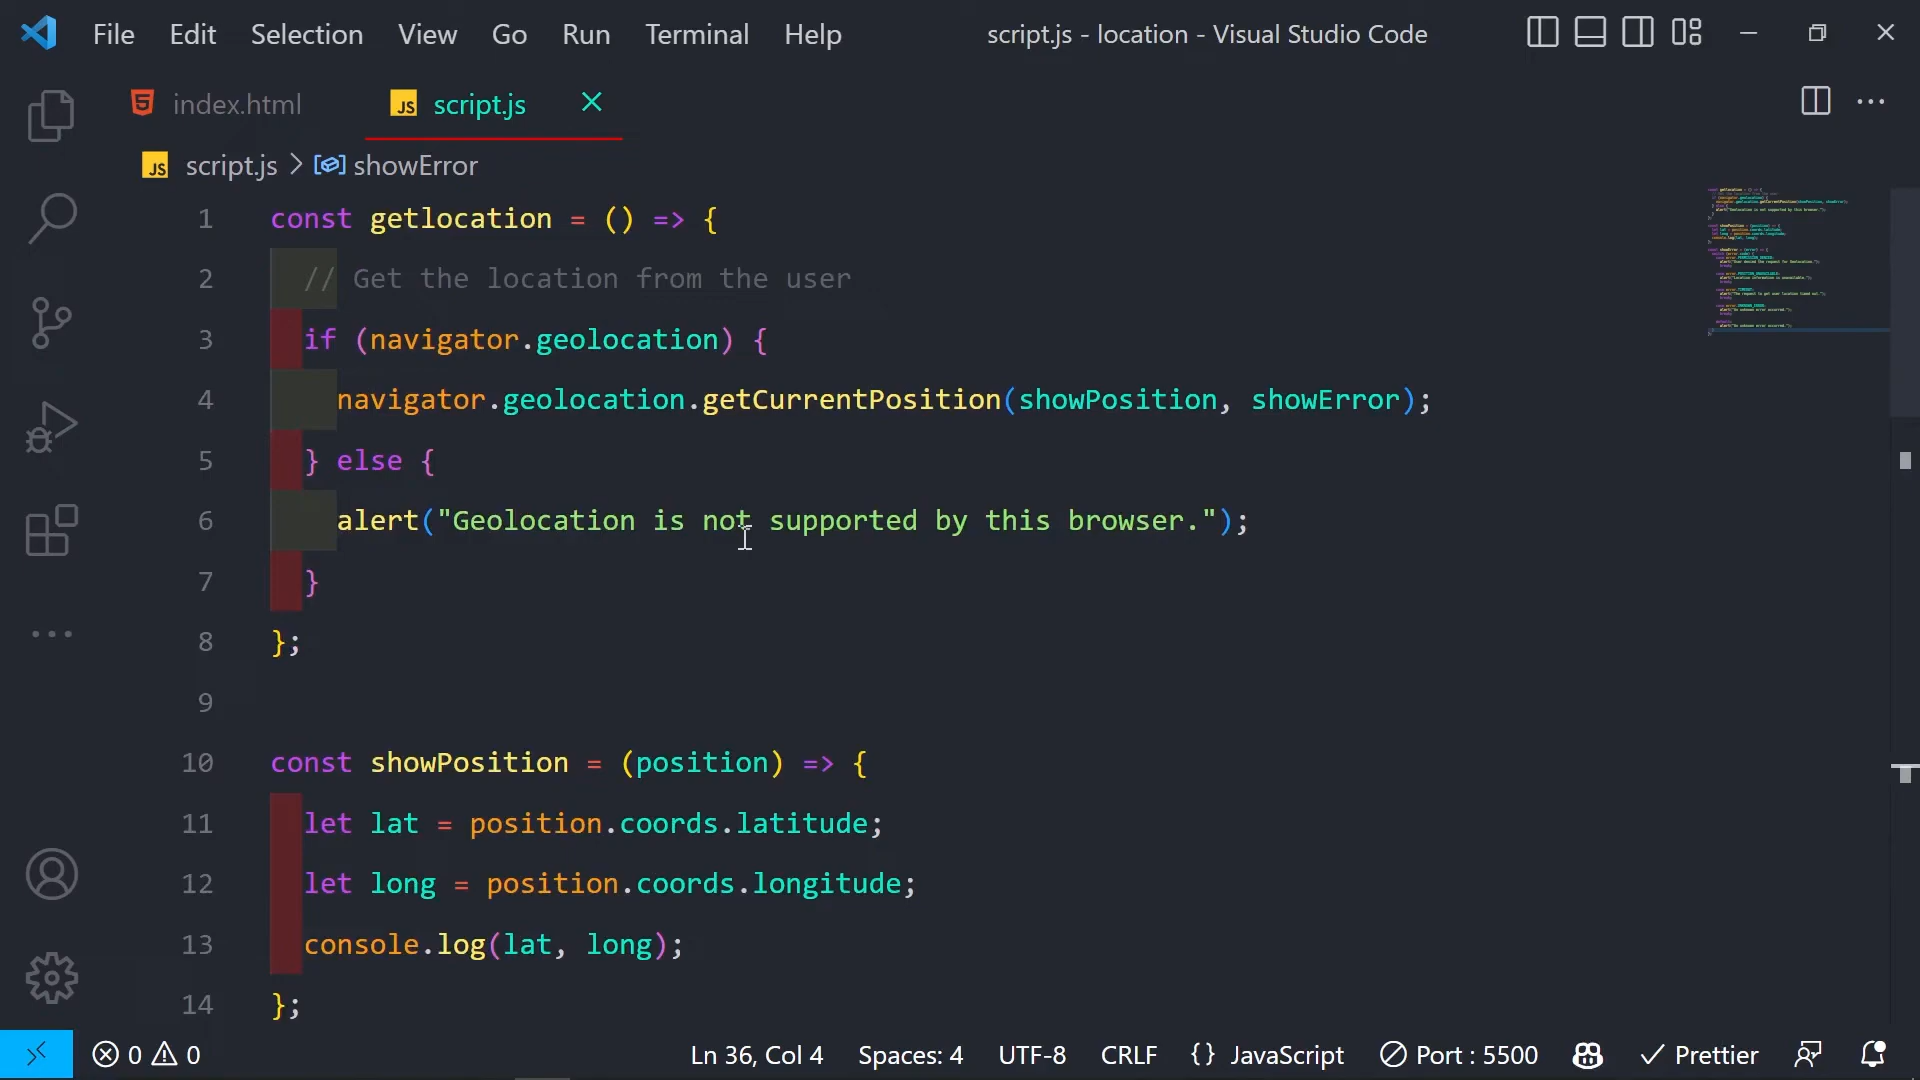 File Edit Selection View Go Run Terminal Help script.js - location - Visual Studio Code
index.html JS script.js
JS script.js > showError
1 const getlocation = () => {
2 // Get the location from the user
3 if (navigator.geolocation) {
4 navigator.geolocation.getCurrentPosition(showPosition, showError);
5 } else {
6 alert("Geolocation is not supported by this browser.");
7 }
8 };
9
10 const showPosition = (position) => {
11 let lat = position.coords.latitude;
12 let long = position.coords.longitude;
13 console.log(lat, long);
14 };
0 0 Ln 36, Col 4 Spaces: 4 UTF-8 CRLF {} JavaScript Port : 5500 Prettier